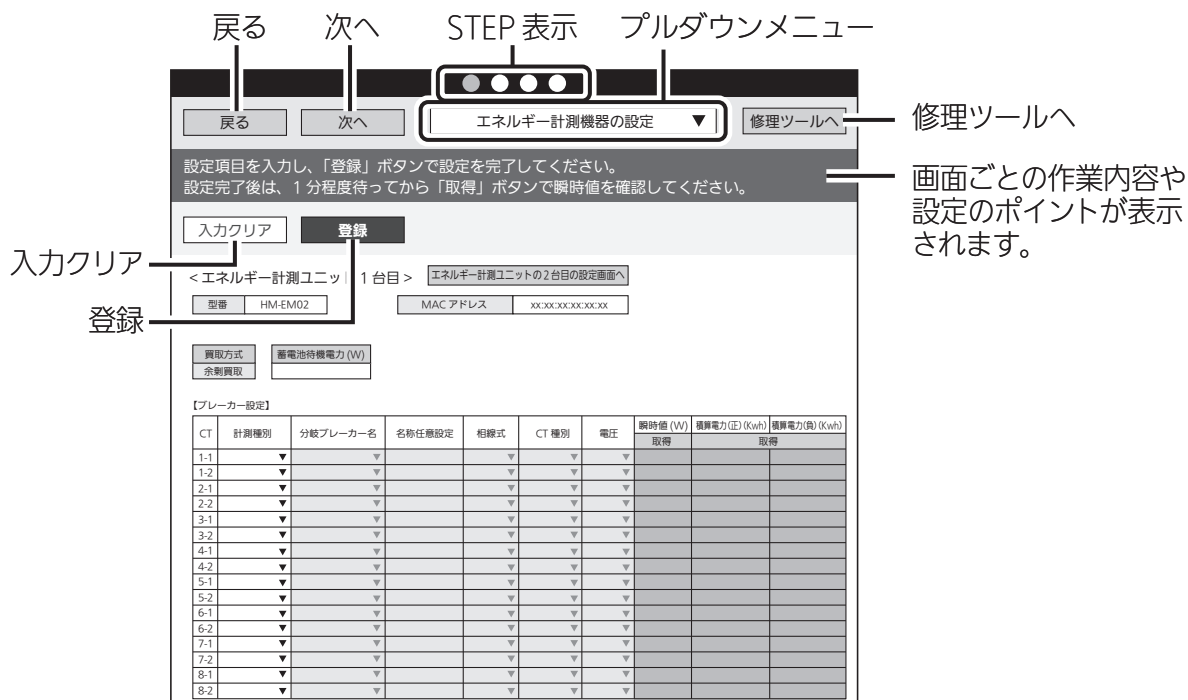 戻る 次へ STEP 表示 プルダウンメニュー
戻る 次へ エネルギー計測機器の設定 ▼ 修理ツールへ
修理ツールへ
設定項目を入力し、「登録」ボタンで設定を完了してください。
設定完了後は、1 分程度待ってから「取得」ボタンで瞬時値を確認してください。
画面ごとの作業内容や
設定のポイントが表示
されます。
入力クリア 登録
入力クリア
登録
<エネルギー計測ユニット 1 台目> エネルギー計測ユニットの2台目の設定画面へ
型番 HM-EM02 MAC アドレス xx:xx:xx:xx:xx:xx
買取方式 蓄電池待機電力 (W)
余剰買取
【ブレーカー設定】
CT 計測種別 分岐ブレーカー名 名称任意設定 相線式 CT 種別 電圧 瞬時値 (W) 積算電力(正) (Kwh) 積算電力(負) (Kwh)
取得 取得
1-1 ▼ ▼ ▼ ▼ ▼
1-2 ▼ ▼ ▼ ▼ ▼
2-1 ▼ ▼ ▼ ▼ ▼
2-2 ▼ ▼ ▼ ▼ ▼
3-1 ▼ ▼ ▼ ▼ ▼
3-2 ▼ ▼ ▼ ▼ ▼
4-1 ▼ ▼ ▼ ▼ ▼
4-2 ▼ ▼ ▼ ▼ ▼
5-1 ▼ ▼ ▼ ▼ ▼
5-2 ▼ ▼ ▼ ▼ ▼
6-1 ▼ ▼ ▼ ▼ ▼
6-2 ▼ ▼ ▼ ▼ ▼
7-1 ▼ ▼ ▼ ▼ ▼
7-2 ▼ ▼ ▼ ▼ ▼
8-1 ▼ ▼ ▼ ▼ ▼
8-2 ▼ ▼ ▼ ▼ ▼